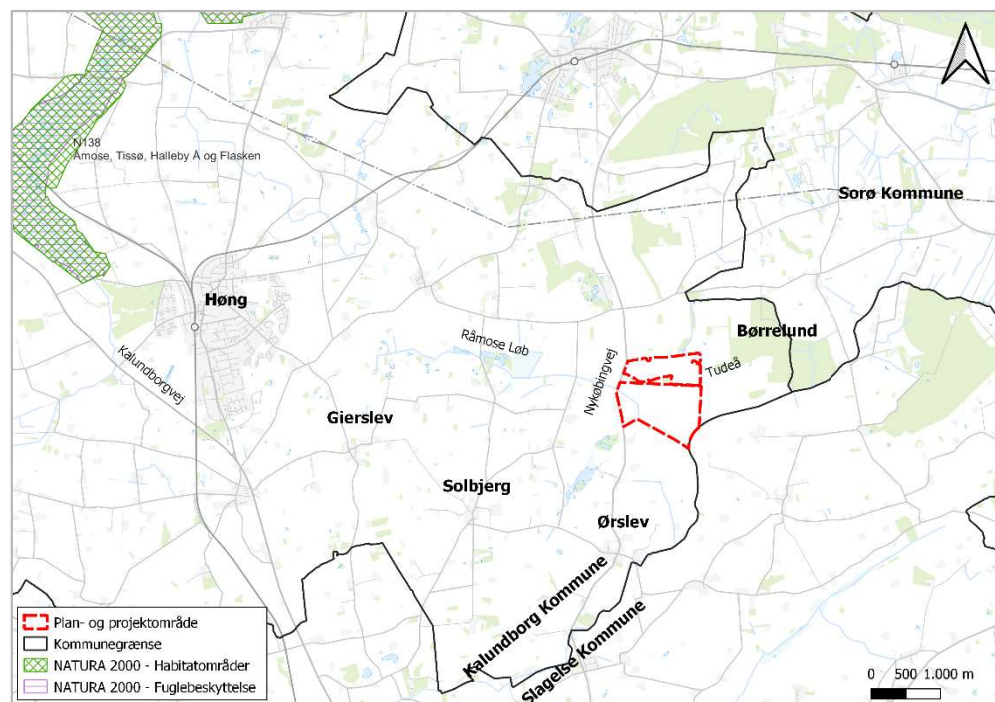 N138
Åmose, Tissø, Halleby Å og Flasken
Sorø Kommune
Høng
Børrelund
Råmose Løb
Tudeå
Kalundborgvej
Nykøbingvej
Gierslev
Solbjerg
Ørslev
Kalundborg Kommune
Slagelse Kommune
Plan- og projektområde
Kommunegrænse
NATURA 2000 - Habitatområder
NATURA 2000 - Fuglebeskyttelse
0 500 1.000 m